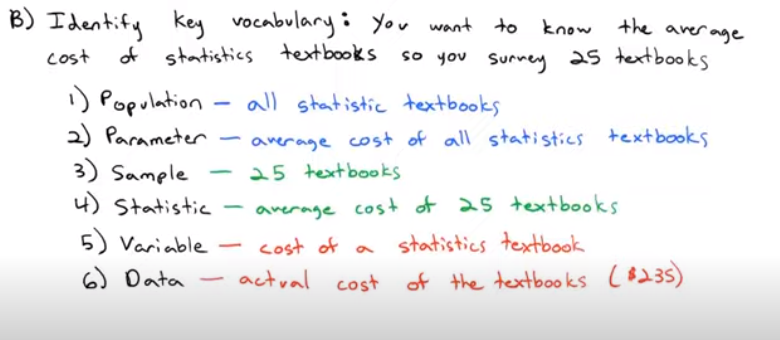 B) Identify key vocabulary: You want to know the average
cost of statistics textbooks so you survey 25 textbooks
1) Population – all statistic textbooks
2) Parameter – average cost of all statistics textbooks
3) Sample – 25 textbooks
4) Statistic – average cost of 25 textbooks
5) Variable – cost of a statistics textbook
6) Data – actual cost of the textbooks ($235)